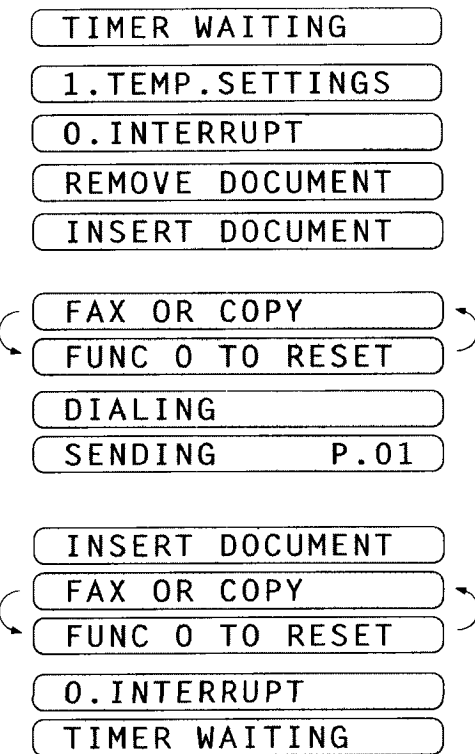 TIMER WAITING
1.TEMP.SETTINGS
0.INTERRUPT
REMOVE DOCUMENT
INSERT DOCUMENT
FAX OR COPY
FUNC 0 TO RESET
DIALING
SENDING P.01
INSERT DOCUMENT
FAX OR COPY
FUNC 0 TO RESET
0.INTERRUPT
TIMER WAITING